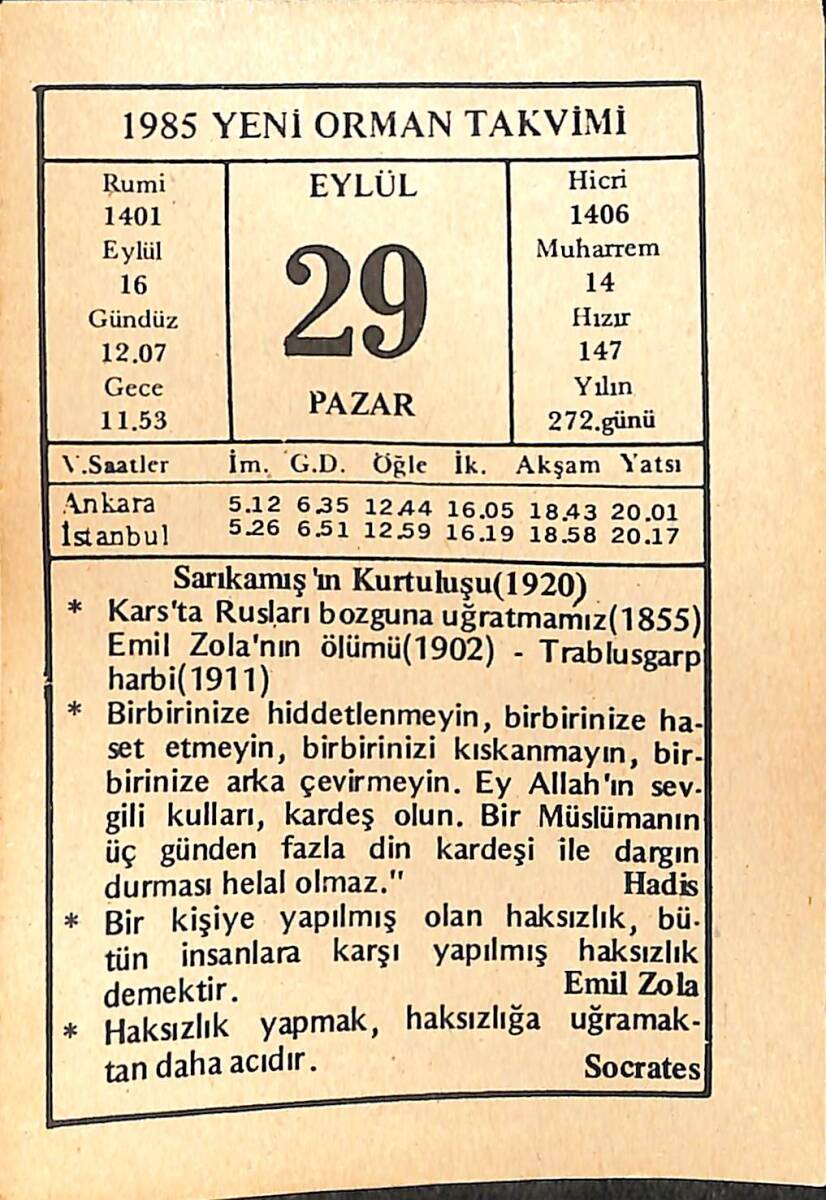 1985 YENİ ORMAN TAKVİMİ
Rumi
1401
Eylül
16
Gündüz
12.07
Gece
11.53
EYLÜL
29
PAZAR
Hicri
1406
Muharrem
14
Hızır
147
Yılın
272.günü
V.Saatler İm. G.D. Öğle İk. Akşam Yatsı
Ankara 5.12 6.35 12.44 16.05 18.43 20.01
İstanbul 5.26 6.51 12.59 16.19 18.58 20.17
Sarıkamış'ın Kurtuluşu(1920)
* Kars'ta Rusları bozguna uğratmamız(1855)
Emil Zola'nın ölümü(1902) - Trablusgarp
harbi(1911)
* Birbirinize hiddetlenmeyin, birbirinize ha-
set etmeyin, birbirinizi kıskanmayın, bir-
birinize arka çevirmeyin. Ey Allah'ın sev-
gili kulları, kardeş olun. Bir Müslümanın
üç günden fazla din kardeşi ile dargın
durması helal olmaz." Hadis
* Bir kişiye yapılmış olan haksızlık, bü-
tün insanlara karşı yapılmış haksızlık
demektir. Emil Zola
* Haksızlık yapmak, haksızlığa uğramak-
tan daha acıdır. Socrates